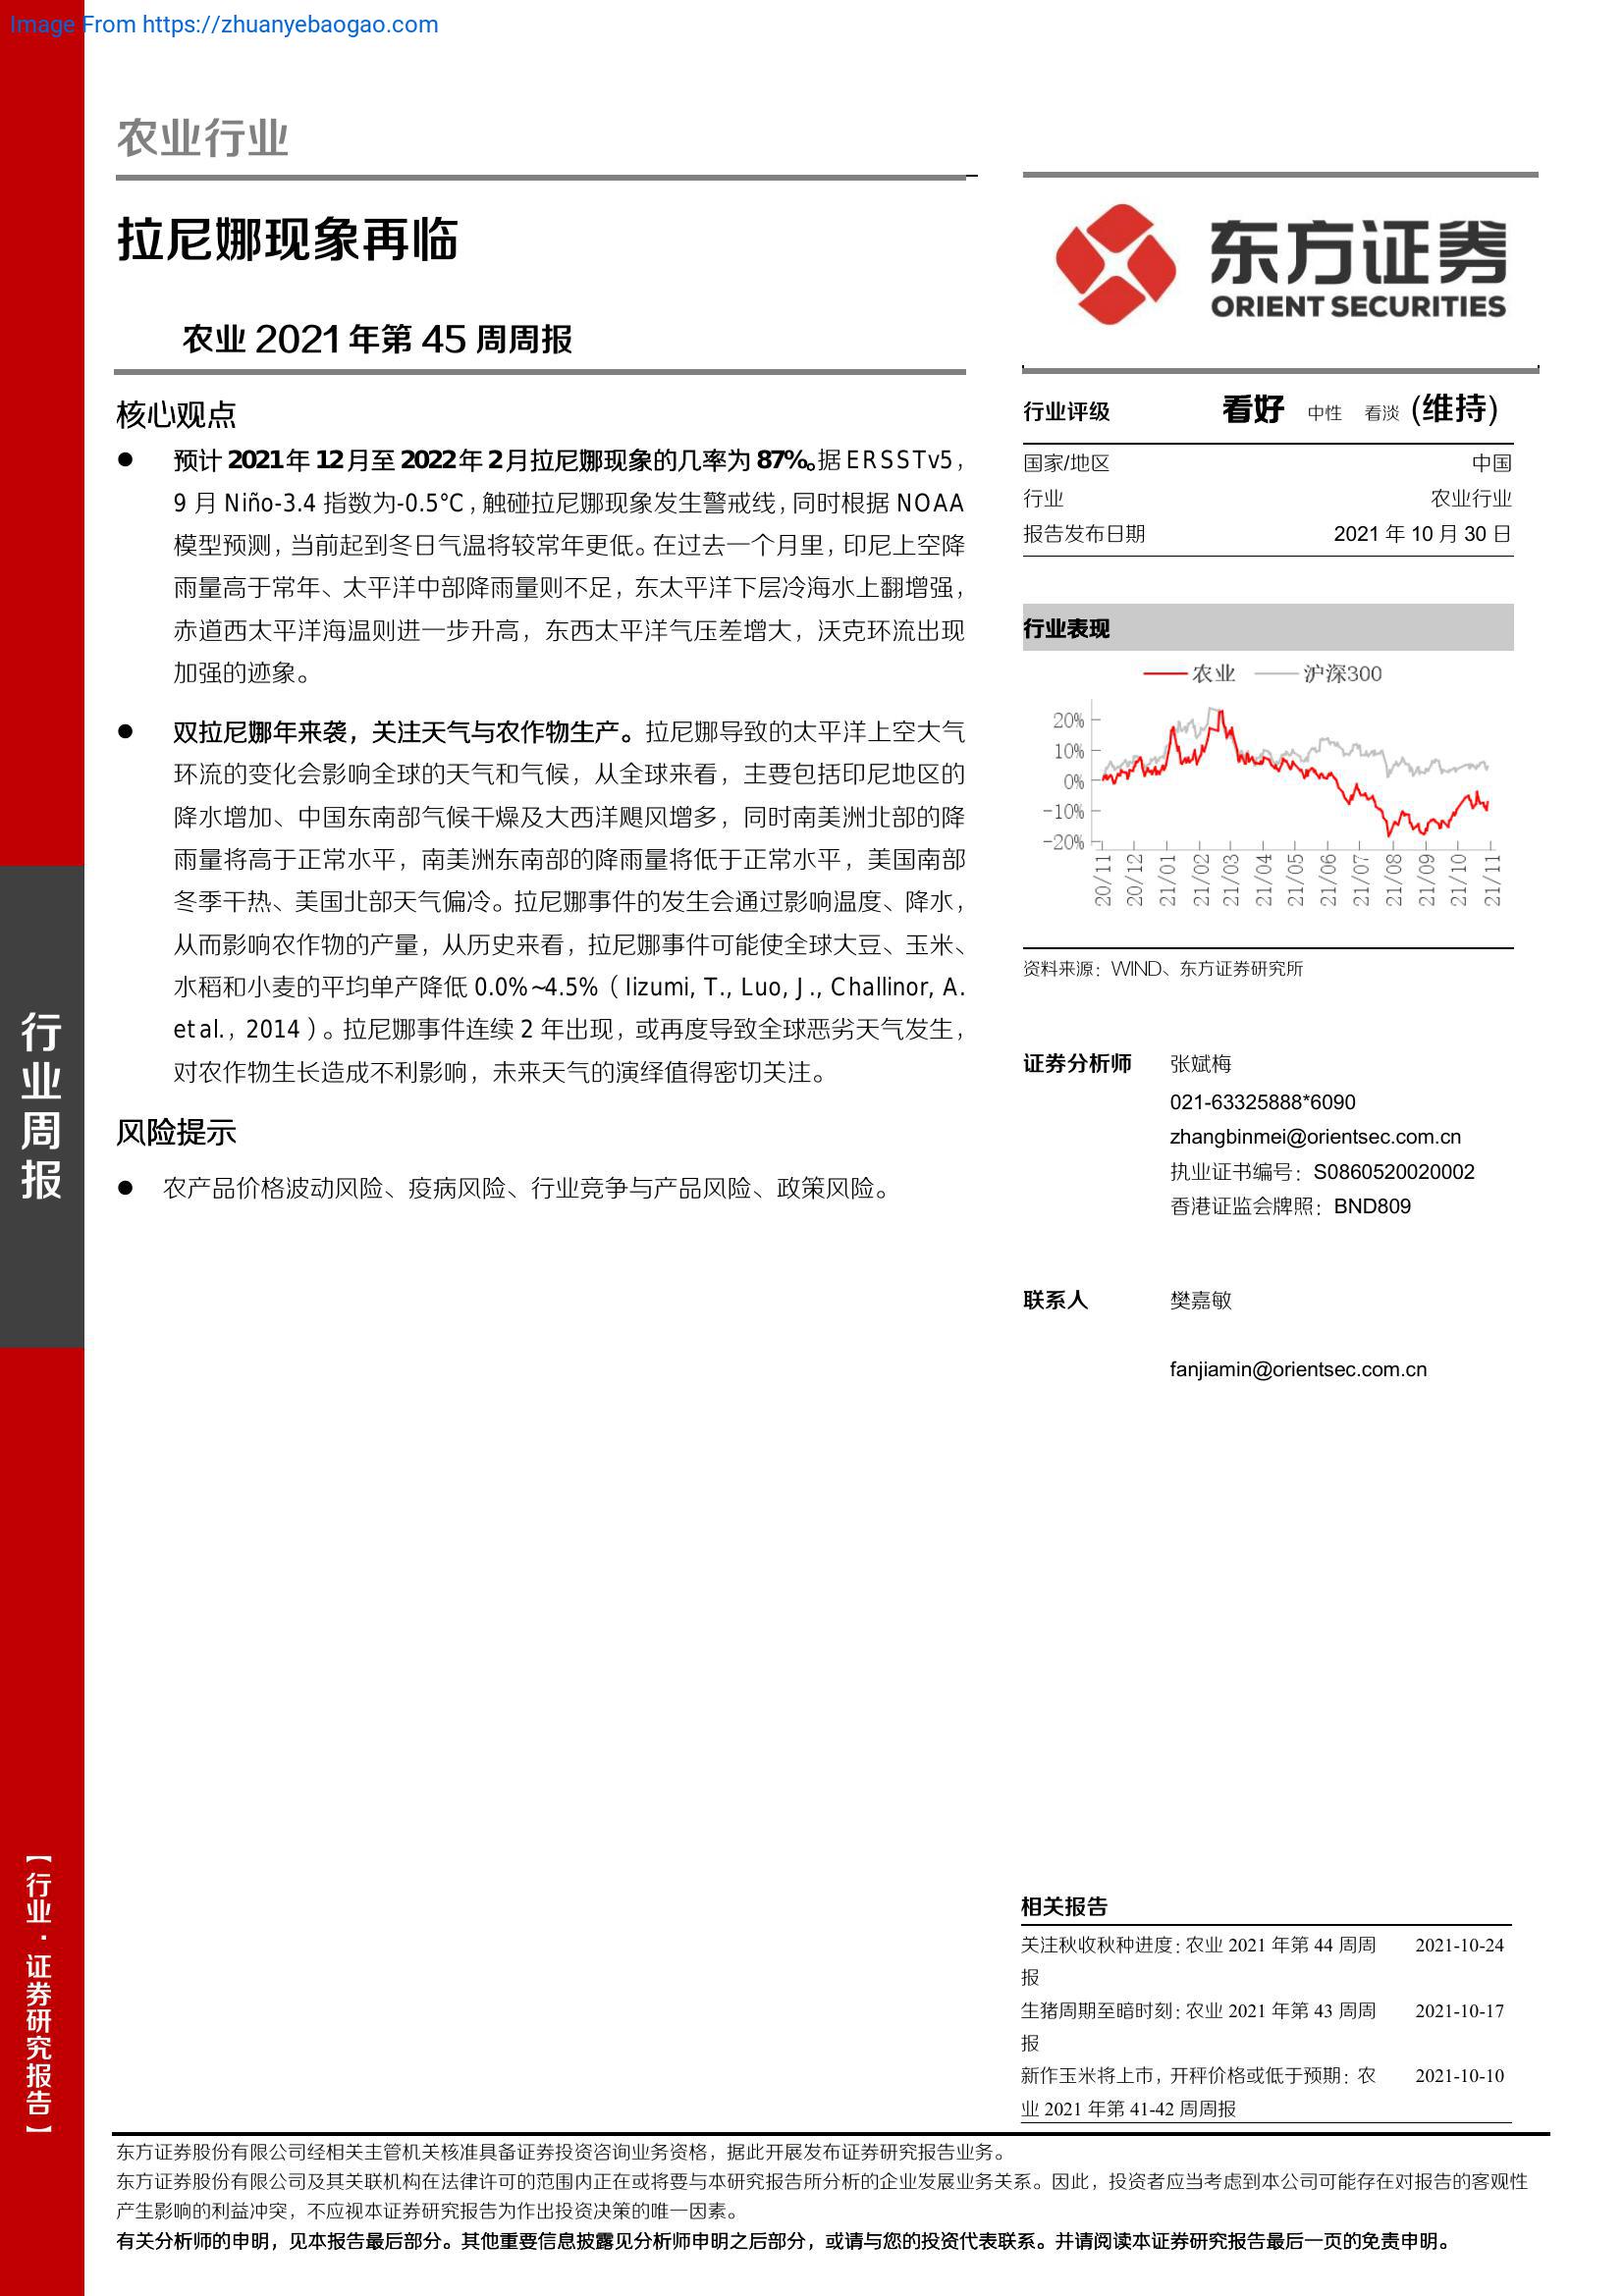 Image From https://zhuanyebaogao.com
农业行业
拉尼娜现象再临
农业 2021 年第 45 周周报
核心观点
● 预计 2021 年 12 月至 2022 年 2 月拉尼娜现象的几率为 87%。据 ERSSTv5，
9 月 Niño-3.4 指数为-0.5°C，触碰拉尼娜现象发生警戒线，同时根据 NOAA
模型预测，当前起到冬日气温将较常年更低。在过去一个月里，印尼上空降
雨量高于常年、太平洋中部降雨量则不足，东太平洋下层冷海水上翻增强，
赤道西太平洋海温则进一步升高，东西太平洋气压差增大，沃克环流出现
加强的迹象。
● 双拉尼娜年来袭，关注天气与农作物生产。拉尼娜导致的太平洋上空大气
环流的变化会影响全球的天气和气候，从全球来看，主要包括印尼地区的
降水增加、中国东南部气候干燥及大西洋飓风增多，同时南美洲北部的降
雨量将高于正常水平，南美洲东南部的降雨量将低于正常水平，美国南部
冬季干热、美国北部天气偏冷。拉尼娜事件的发生会通过影响温度、降水，
从而影响农作物的产量，从历史来看，拉尼娜事件可能使全球大豆、玉米、
水稻和小麦的平均单产降低 0.0%~4.5%（Iizumi, T., Luo, J., Challinor, A.
et al.，2014）。拉尼娜事件连续 2 年出现，或再度导致全球恶劣天气发生，
对农作物生长造成不利影响，未来天气的演绎值得密切关注。
风险提示
● 农产品价格波动风险、疫病风险、行业竞争与产品风险、政策风险。
东方证券
ORIENT SECURITIES
行业评级 看好 中性 看淡 (维持)
国家/地区 中国
行业 农业行业
报告发布日期 2021 年 10 月 30 日
行业表现
农业 沪深300
20%
10%
0%
-10%
-20%
20/11 20/12 21/01 21/02 21/03 21/04 21/05 21/06 21/07 21/08 21/09 21/10 21/11
资料来源：WIND、东方证券研究所
证券分析师 张斌梅
021-63325888*6090
zhangbinmei@orientsec.com.cn
执业证书编号：S0860520020002
香港证监会牌照：BND809
联系人 樊嘉敏
fanjiamin@orientsec.com.cn
相关报告
关注秋收秋种进度：农业 2021 年第 44 周周 2021-10-24
报
生猪周期至暗时刻：农业 2021 年第 43 周周 2021-10-17
报
新作玉米将上市，开秤价格或低于预期：农 2021-10-10
业 2021 年第 41-42 周周报
行业周报
【行业·证券研究报告】
东方证券股份有限公司经相关主管机关核准具备证券投资咨询业务资格，据此开展发布证券研究报告业务。
东方证券股份有限公司及其关联机构在法律许可的范围内正在或将要与本研究报告所分析的企业发展业务关系。因此，投资者应当考虑到本公司可能存在对报告的客观性
产生影响的利益冲突，不应视本证券研究报告为作出投资决策的唯一因素。
有关分析师的申明，见本报告最后部分。其他重要信息披露见分析师申明之后部分，或请与您的投资代表联系。并请阅读本证券研究报告最后一页的免责申明。